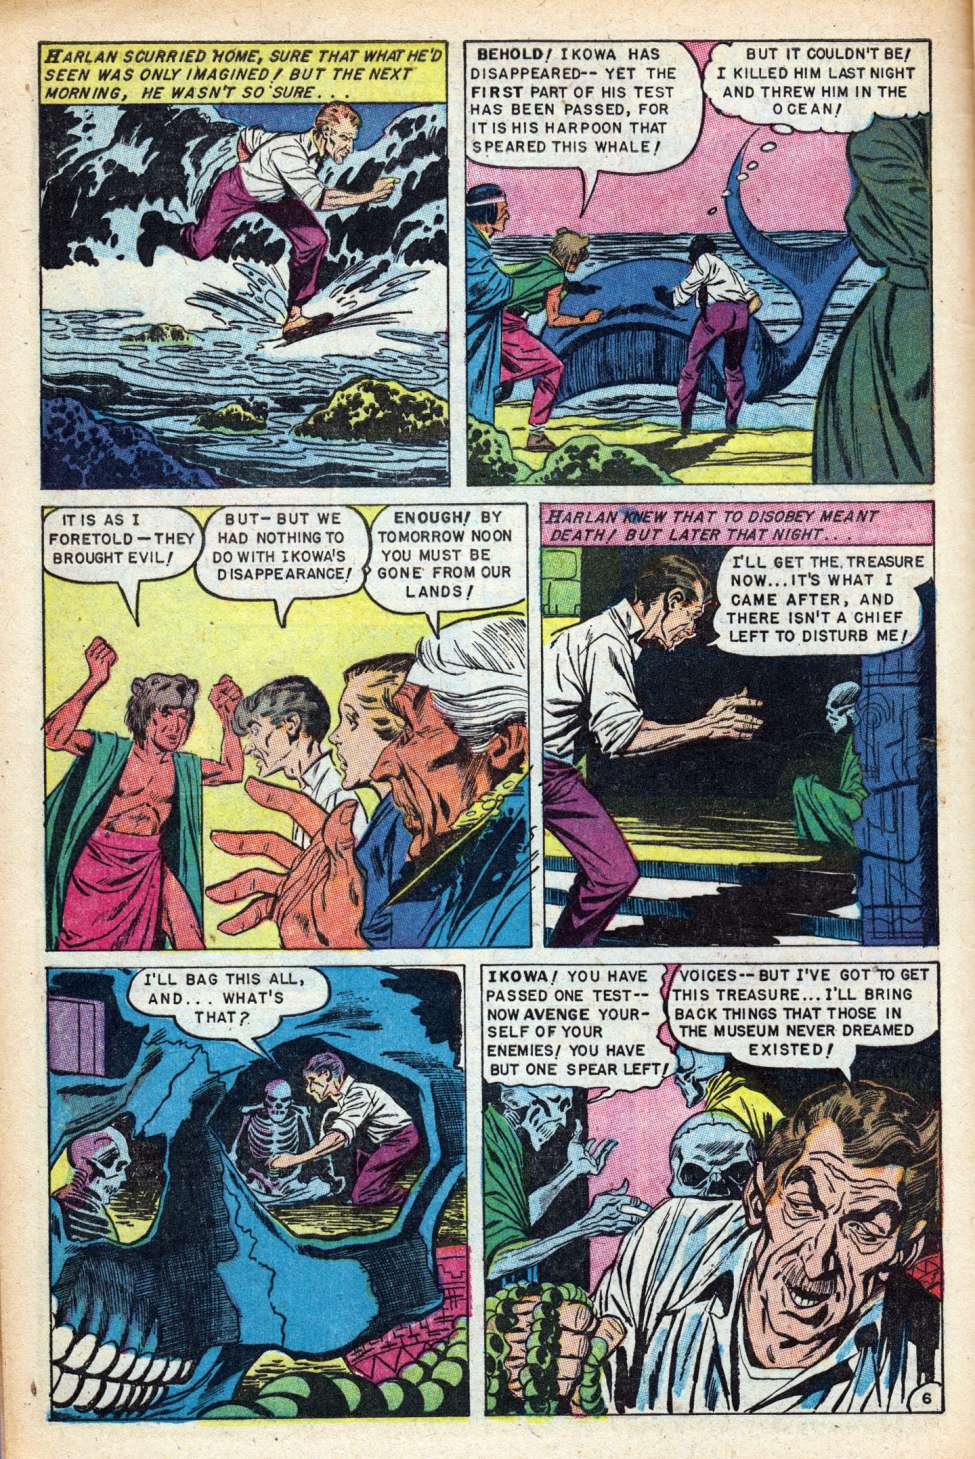 HARLAN SCURRIED HOME, SURE THAT WHAT HE'D
SEEN WAS ONLY IMAGINED! BUT THE NEXT
MORNING, HE WASN'T SO SURE...
BEHOLD! IKOWA HAS
DISAPPEARED-- YET THE
FIRST PART OF HIS TEST
HAS BEEN PASSED, FOR
IT IS HIS HARPOON THAT
SPEARED THIS WHALE!
BUT IT COULDN'T BE!
I KILLED HIM LAST NIGHT
AND THREW HIM IN THE
OCEAN!
IT IS AS I
FORETOLD--THEY
BROUGHT EVIL!
BUT- BUT WE
HAD NOTHING TO
DO WITH IKOWA'S
DISAPPEARANCE!
ENOUGH! BY
TOMORROW NOON
YOU MUST BE
GONE FROM OUR
LANDS!
HARLAN KNEW THAT TO DISOBEY MEANT
DEATH! BUT LATER THAT NIGHT...
I'LL GET THE TREASURE
NOW...IT'S WHAT I
CAME AFTER, AND
THERE ISN'T A CHIEF
LEFT TO DISTURB ME!
I'LL BAG THIS ALL,
AND... WHAT'S
THAT?
IKOWA! YOU HAVE
PASSED ONE TEST--
NOW AVENGE YOUR-
SELF OF YOUR
ENEMIES! YOU HAVE
BUT ONE SPEAR LEFT!
VOICES-- BUT I'VE GOT TO GET
THIS TREASURE...I'LL BRING
BACK THINGS THAT THOSE IN
THE MUSEUM NEVER DREAMED
EXISTED!
6